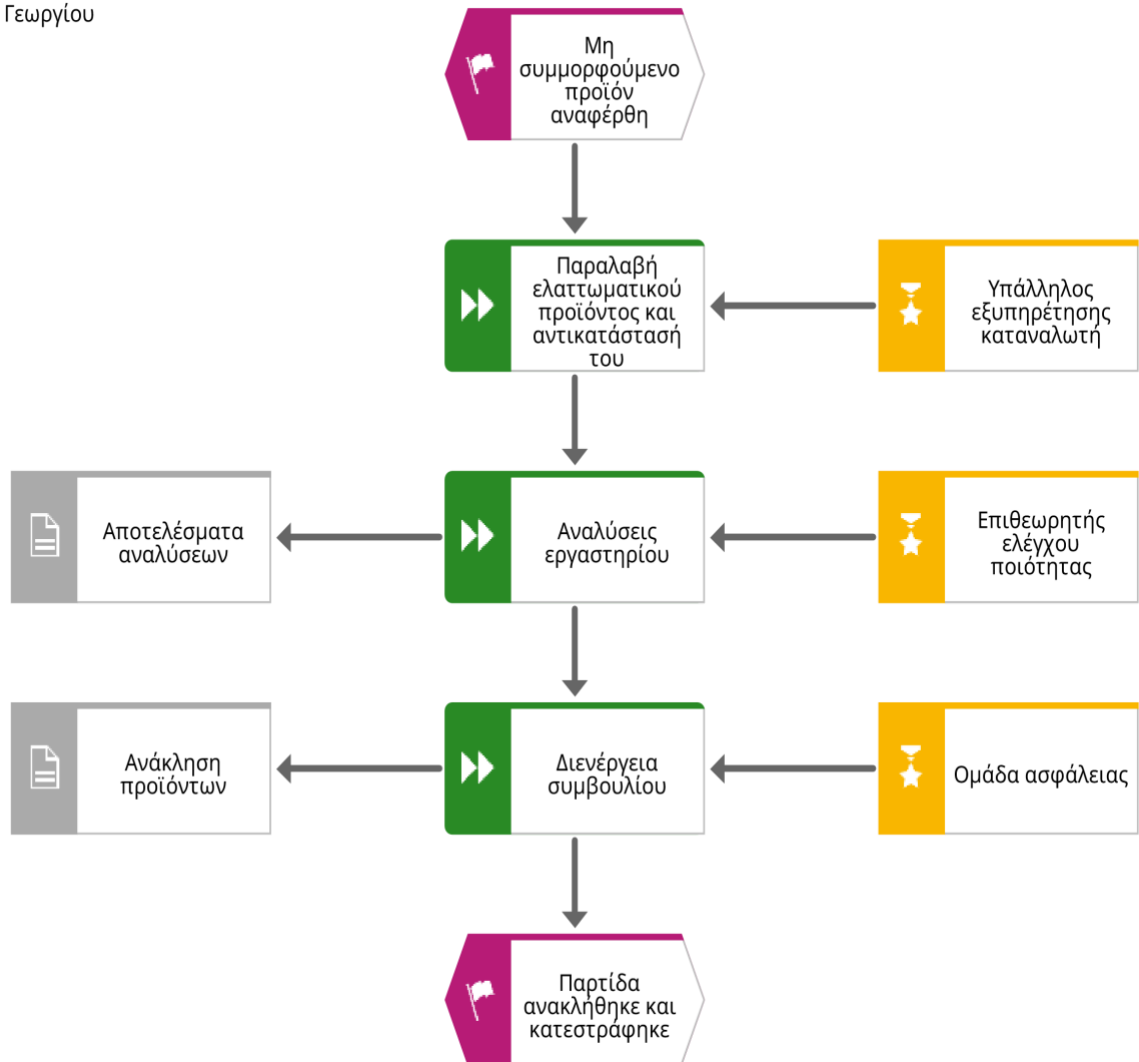 Γεωργίου
Μη
συμμορφούμενο
προϊόν
αναφέρθη
Παραλαβή
ελαττωματικού
προϊόντος και
αντικατάστασή
του
Υπάλληλος
εξυπηρέτησης
καταναλωτή
Αποτελέσματα
αναλύσεων
Αναλύσεις
εργαστηρίου
Επιθεωρητής
ελέγχου
ποιότητας
Ανάκληση
προϊόντων
Διενέργεια
συμβουλίου
Ομάδα ασφάλειας
Παρτίδα
ανακλήθηκε και
κατεστράφηκε